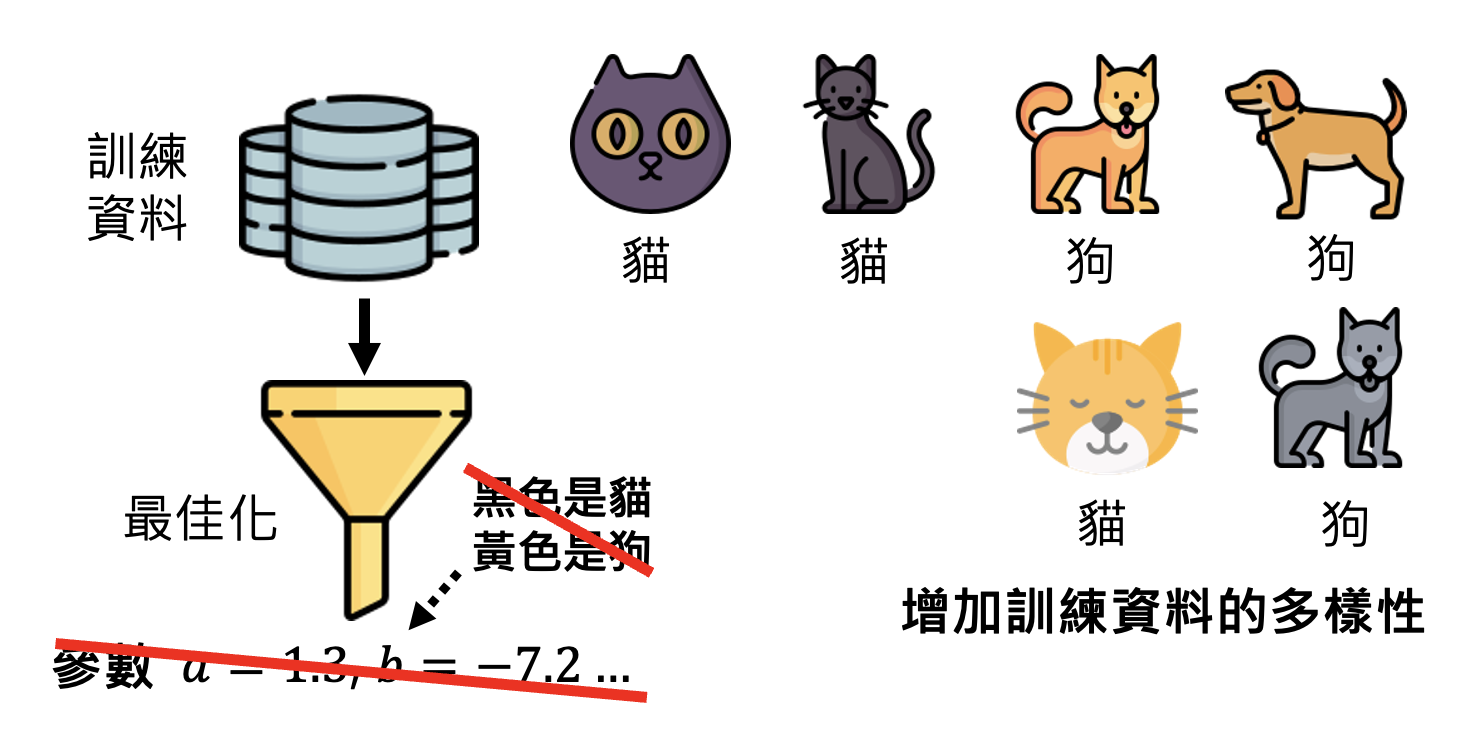 訓練
資料
貓
貓
狗
狗
貓
狗
增加訓練資料的多樣性
最佳化
黑色是貓
黃色是狗
參數 a = 1.3, b = −7.2 ...